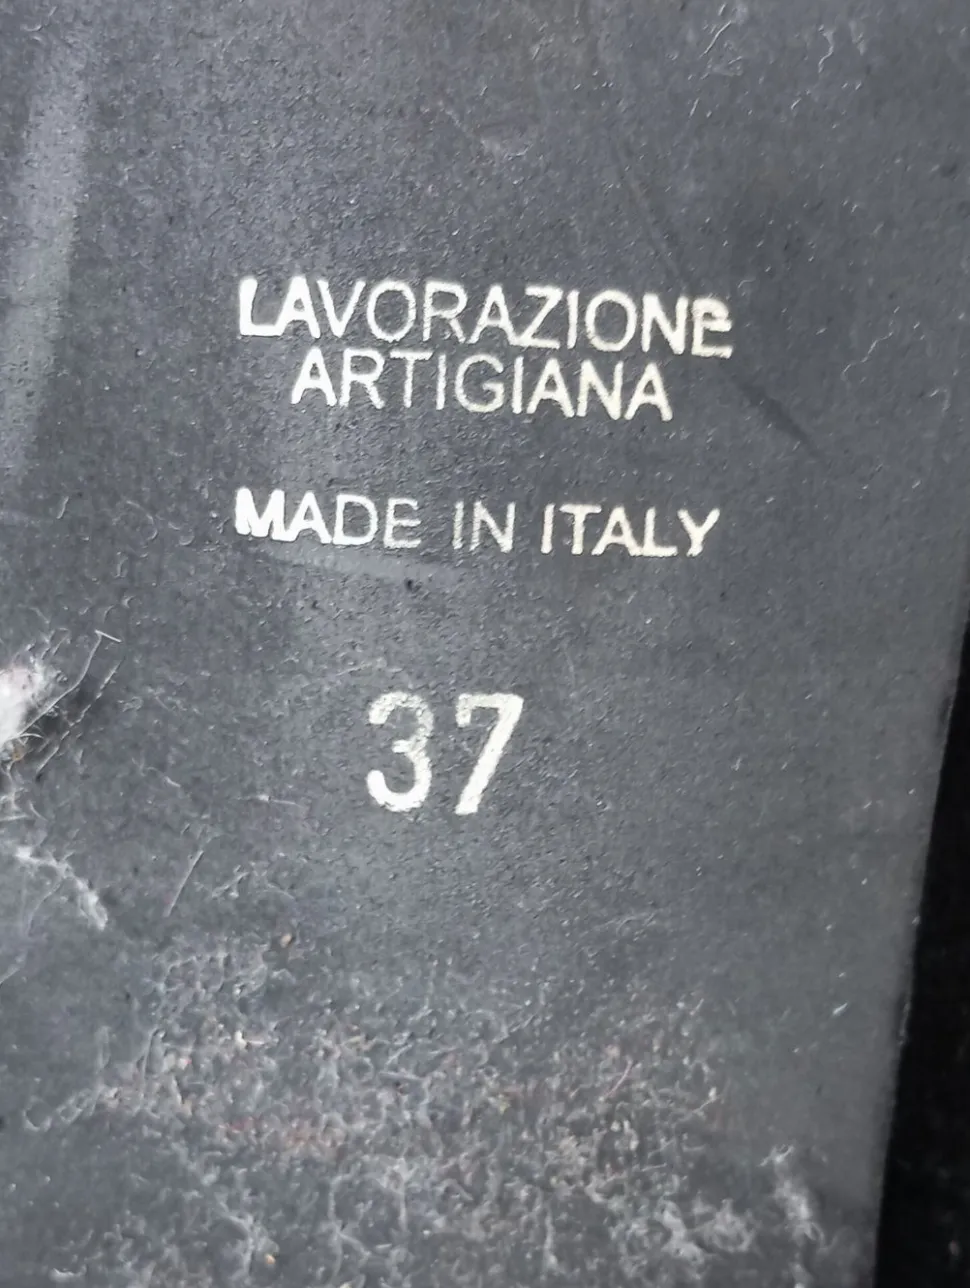 LAVORAZIONE
ARTIGIANA
MADE IN ITALY
37